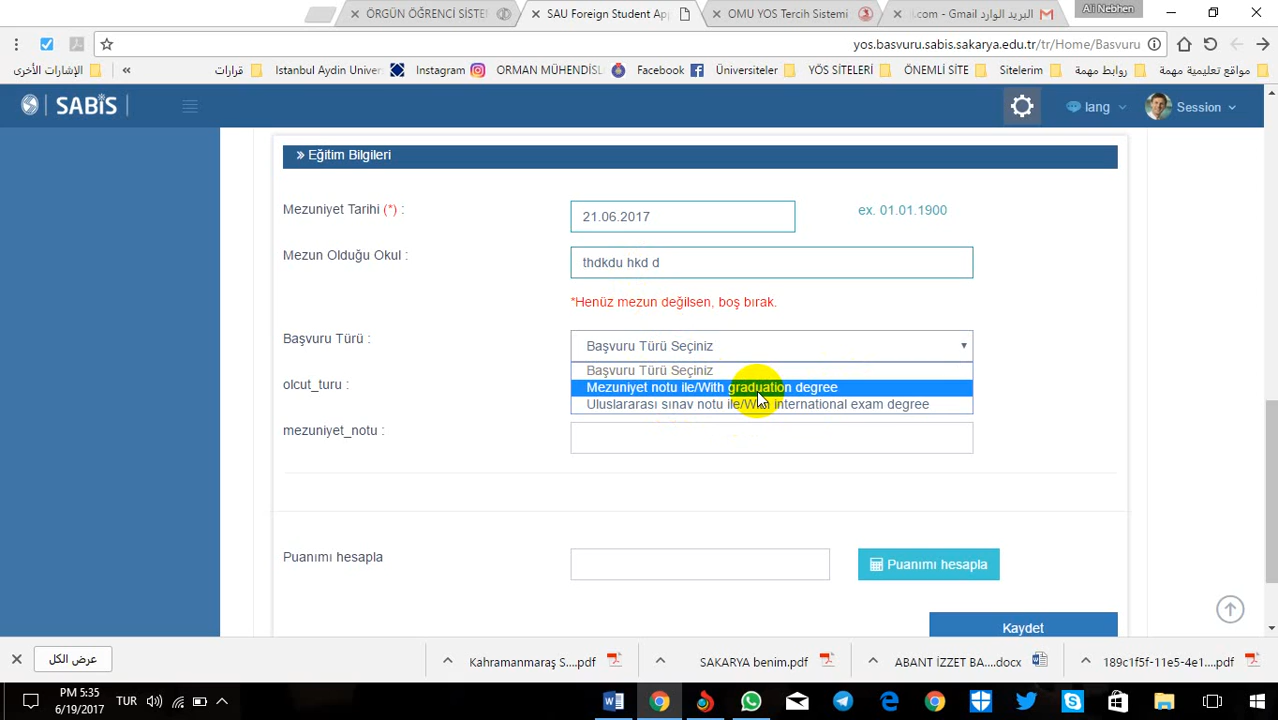 ÖRGÜN ÖĞRENCİ SİSTE
SAU Foreign Student Ap
OMU YOS Tercih Sistemi
البريد الوارد - Gmail
Ali Nebhen
yos.basvuru.sabis.sakarya.edu.tr/tr/Home/Basvuru
الإشارات الأخرى
«
قرارات
Istanbul Aydin Univer
Instagram
ORMAN MÜHENDİSL
Facebook
Üniversiteler
YÖS SİTELERİ
ÖNEMLİ SİTE
Sitelerim
روابط مهمة
مواقع تعليمية مهمة
SABİS
lang
Session
» Eğitim Bilgileri
Mezuniyet Tarihi (*) :
21.06.2017
ex. 01.01.1900
Mezun Olduğu Okul :
thdkdu hkd d
*Henüz mezun değilsen, boş bırak.
Başvuru Türü :
Başvuru Türü Seçiniz
Başvuru Türü Seçiniz
olcut_turu :
Mezuniyet notu ile/With graduation degree
Uluslararası sınav notu ile/With international exam degree
mezuniyet_notu :
Puanımı hesapla
Puanımı hesapla
Kaydet
عرض الكل
Kahramanmaraş S....pdf
SAKARYA benim.pdf
ABANT İZZET BA....docx
189c1f5f-11e5-4e1....pdf
PM 5:35
6/19/2017
TUR